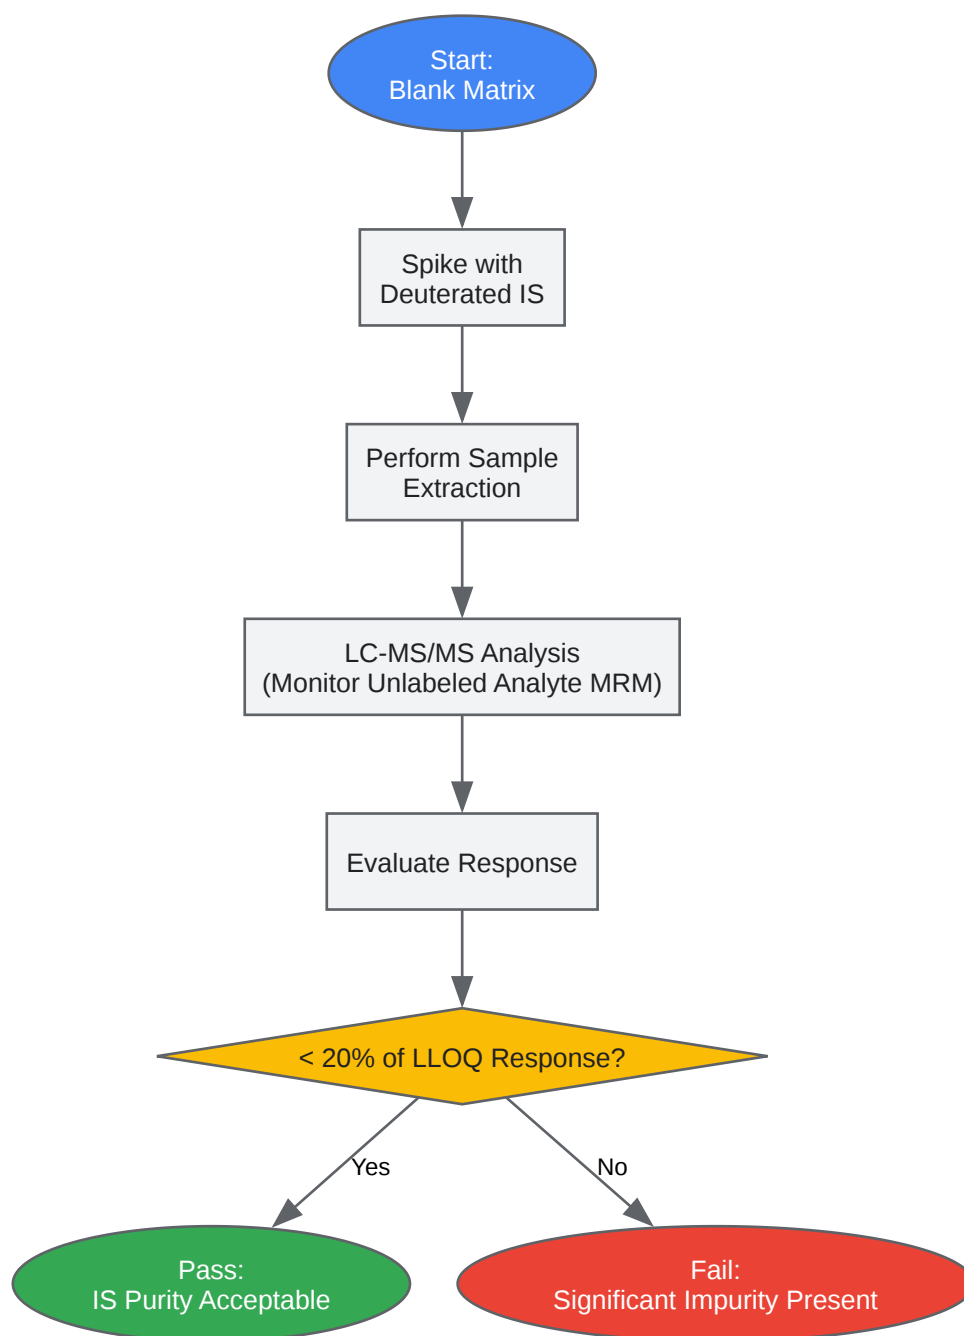 Start:
Blank Matrix
Spike with
Deuterated IS
Perform Sample
Extraction
LC-MS/MS Analysis
(Monitor Unlabeled Analyte MRM)
Evaluate Response
< 20% of LLOQ Response?
Yes
No
Pass:
IS Purity Acceptable
Fail:
Significant Impurity Present